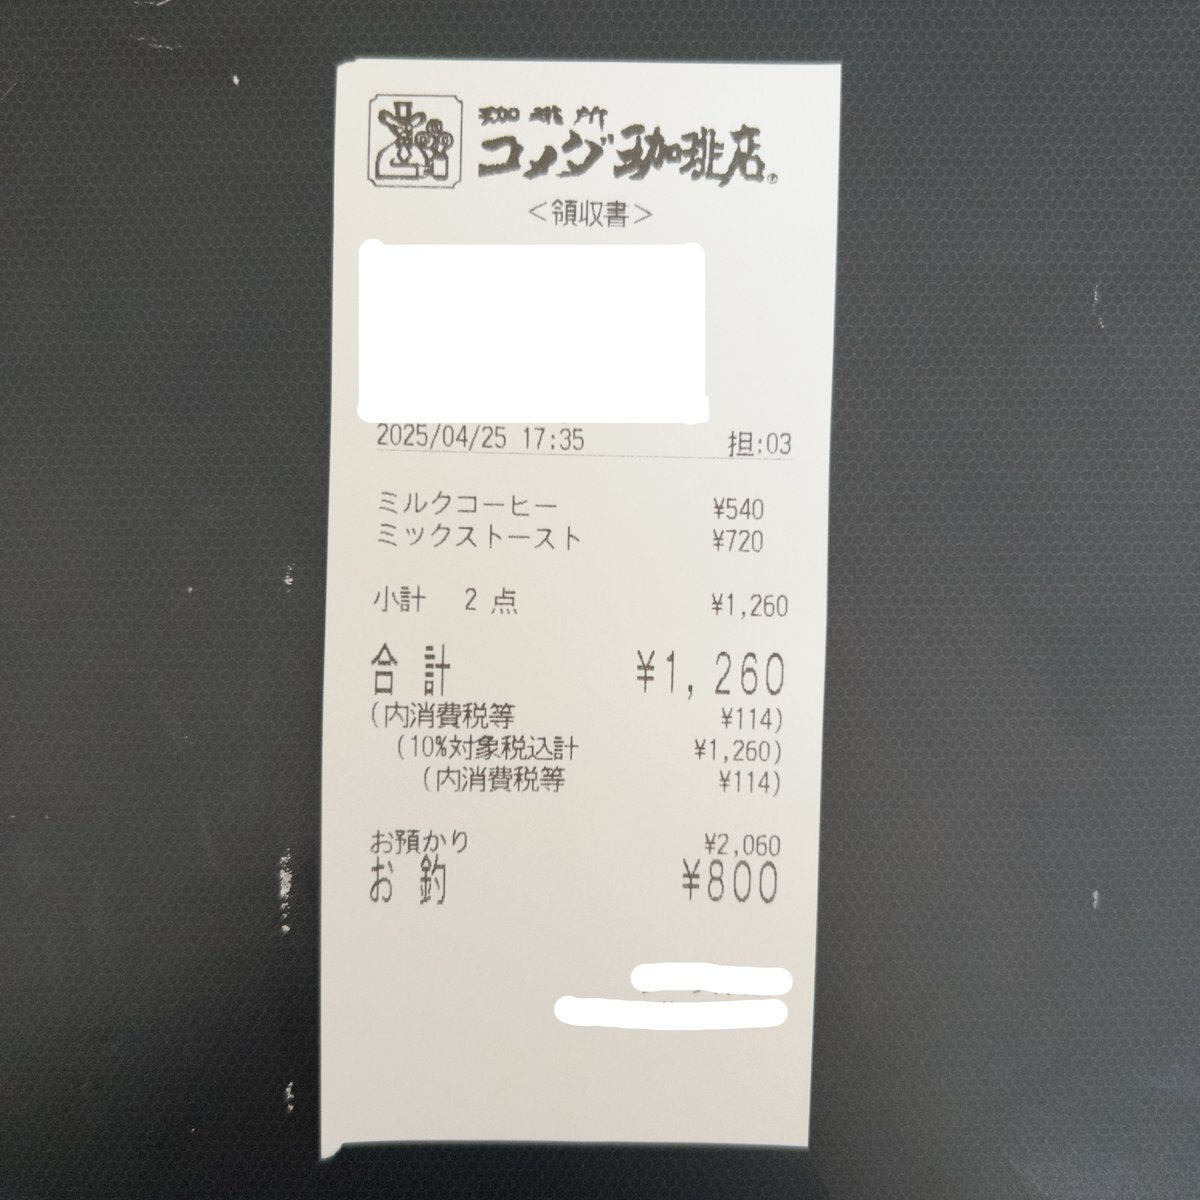 珈琲所
コメダ珈琲店®
＜領収書＞
2025/04/25 17:35 担:03
ミルクコーヒー ¥540
ミックストースト ¥720
小計 2 点 ¥1,260
合計 ¥1,260
(内消費税等 ¥114)
(10%対象税込計 ¥1,260)
(内消費税等 ¥114)
お預かり ¥2,060
お釣 ¥800